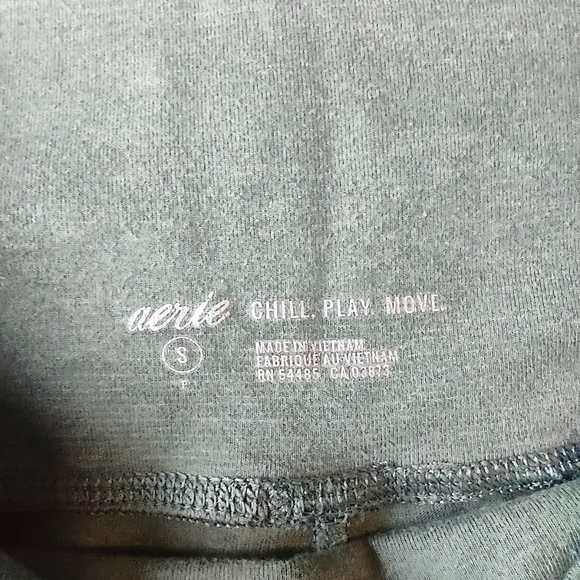 aerie CHILL. PLAY. MOVE.
S
P
MADE IN VIETNAM
FABRIQUE AU VIETNAM
RN 54485 CA 03873